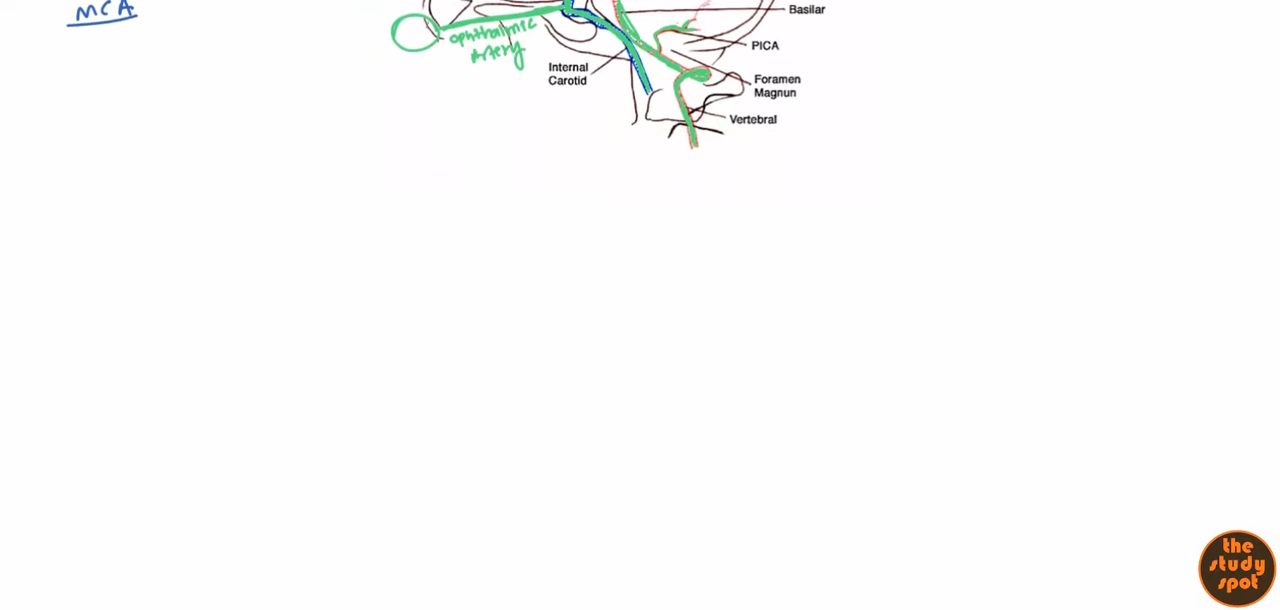 MCA
Basilar
ophthalmic
Artery
PICA
Internal
Carotid
Foramen
Magnun
Vertebral
the
study
spot